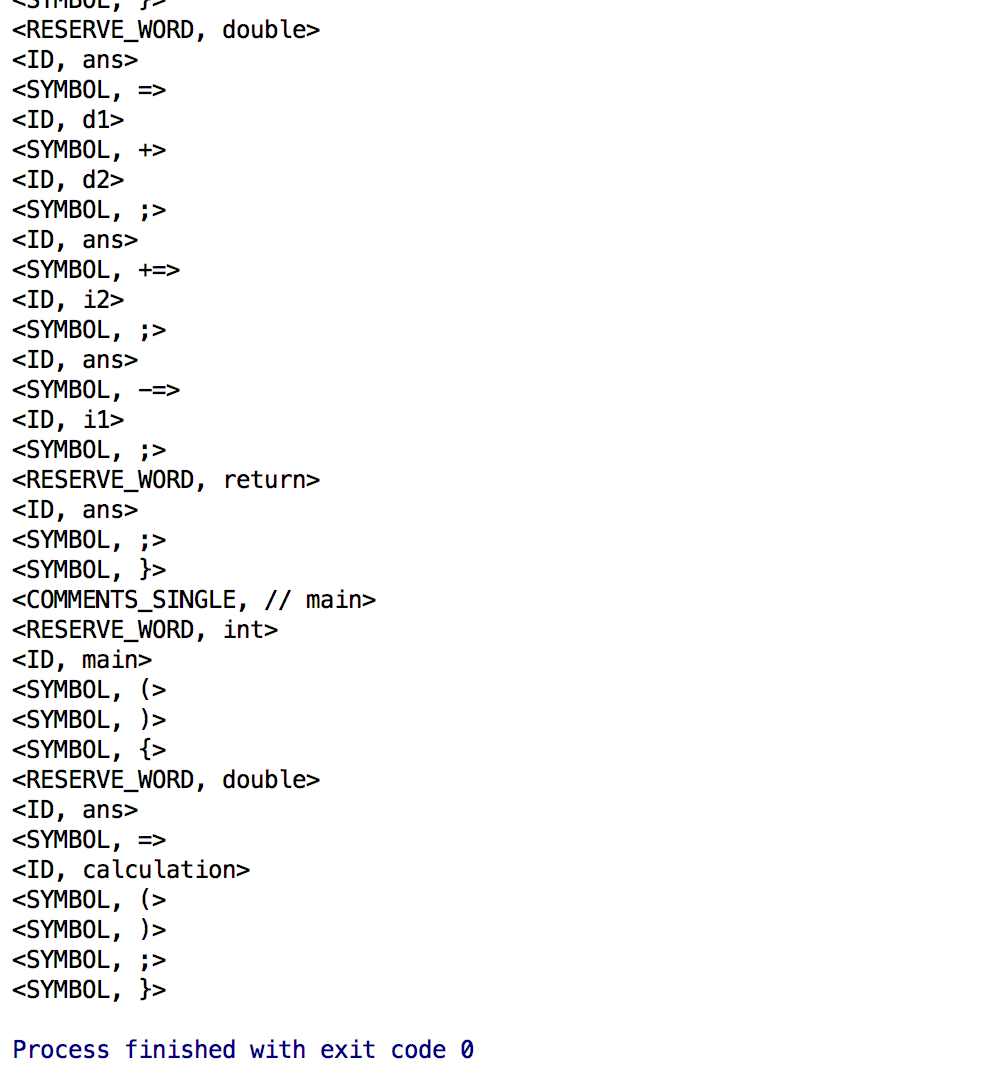 <SYMBOL, }>
<RESERVE_WORD, double>
<ID, ans>
<SYMBOL, =>
<ID, d1>
<SYMBOL, +>
<ID, d2>
<SYMBOL, ;>
<ID, ans>
<SYMBOL, +=>
<ID, i2>
<SYMBOL, ;>
<ID, ans>
<SYMBOL, -=>
<ID, i1>
<SYMBOL, ;>
<RESERVE_WORD, return>
<ID, ans>
<SYMBOL, ;>
<SYMBOL, }>
<COMMENTS_SINGLE, // main>
<RESERVE_WORD, int>
<ID, main>
<SYMBOL, (>
<SYMBOL, )>
<SYMBOL, {>
<RESERVE_WORD, double>
<ID, ans>
<SYMBOL, =>
<ID, calculation>
<SYMBOL, (>
<SYMBOL, )>
<SYMBOL, ;>
<SYMBOL, }>
Process finished with exit code 0